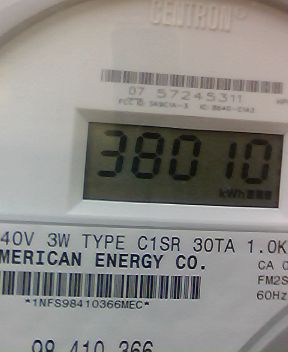 CENTRON®
07 57245311
38010
kWh
40V 3W TYPE C1SR 30TA 1.0K
MERICAN ENERGY CO.
CA
FM2S
60Hz
*1NFS98410366MEC*
98 410 366